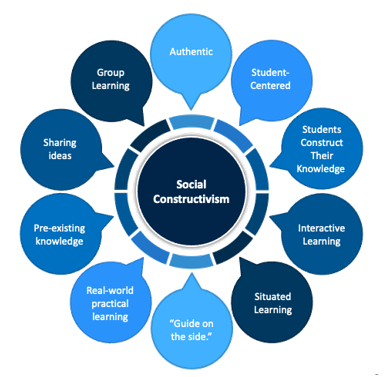 Authentic
Student-
Centered
Students
Construct
Their
Knowledge
Interactive
Learning
Situated
Learning
“Guide on
the side.”
Real-world
practical
learning
Pre-existing
knowledge
Sharing
ideas
Group
Learning
Social
Constructivism